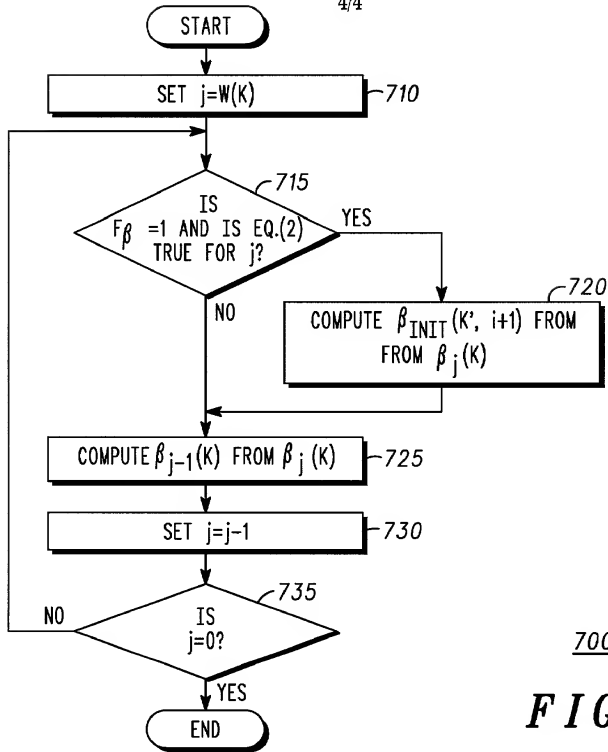 4/4
START
SET j=W(K)
710
715
IS
Fβ =1 AND IS EQ.(2)
TRUE FOR j?
YES
NO
720
COMPUTE βINIT(K', i+1) FROM
FROM βj(K)
COMPUTE βj-1(K) FROM βj (K)
725
SET j=j-1
730
735
IS
j=0?
NO
YES
END
700
FIG